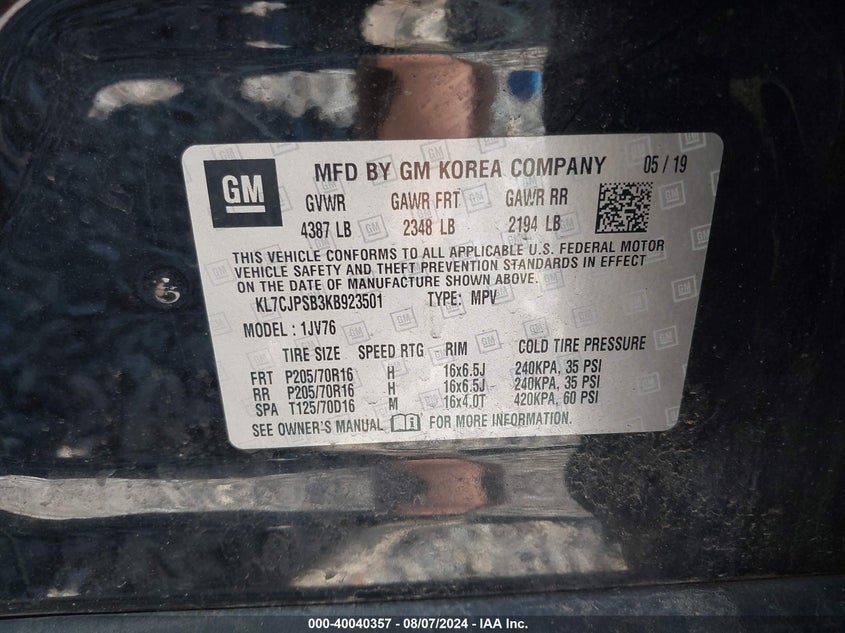 GM
MFD BY GM KOREA COMPANY 05 / 19
GVWR GAWR FRT GAWR RR
4387 LB 2348 LB 2194 LB
THIS VEHICLE CONFORMS TO ALL APPLICABLE U.S. FEDERAL MOTOR
VEHICLE SAFETY AND THEFT PREVENTION STANDARDS IN EFFECT
ON THE DATE OF MANUFACTURE SHOWN ABOVE.
KL7CJPSB3KB923501 TYPE: MPV
MODEL : 1JV76
TIRE SIZE SPEED RTG RIM COLD TIRE PRESSURE
FRT P205/70R16 H 16x6.5J 240KPA, 35 PSI
RR P205/70R16 H 16x6.5J 240KPA, 35 PSI
SPA T125/70D16 M 16x4.0T 420KPA, 60 PSI
SEE OWNER'S MANUAL FOR MORE INFORMATION.
000-40040357 - 08/07/2024 - IAA Inc.